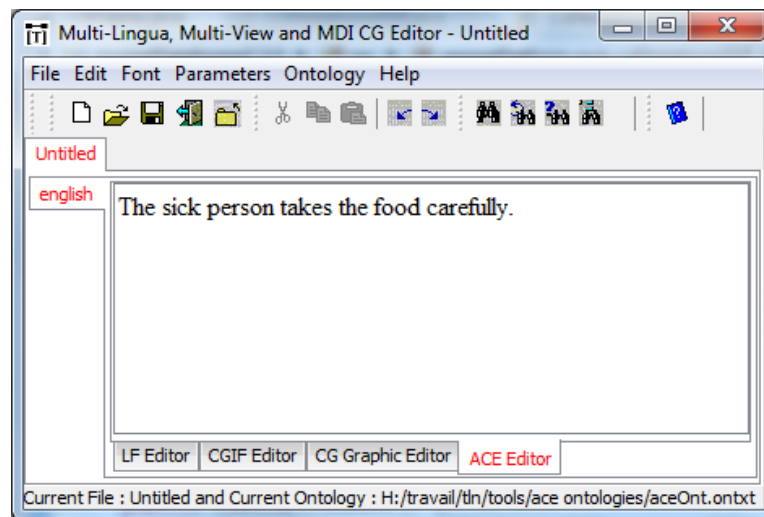 Multi-Lingua, Multi-View and MDI CG Editor - Untitled
File Edit Font Parameters Ontology Help
Untitled
english
The sick person takes the food carefully.
LF Editor CGIF Editor CG Graphic Editor ACE Editor
Current File : Untitled and Current Ontology : H:/travail/tln/tools/ace ontologies/aceOnt.ontxt